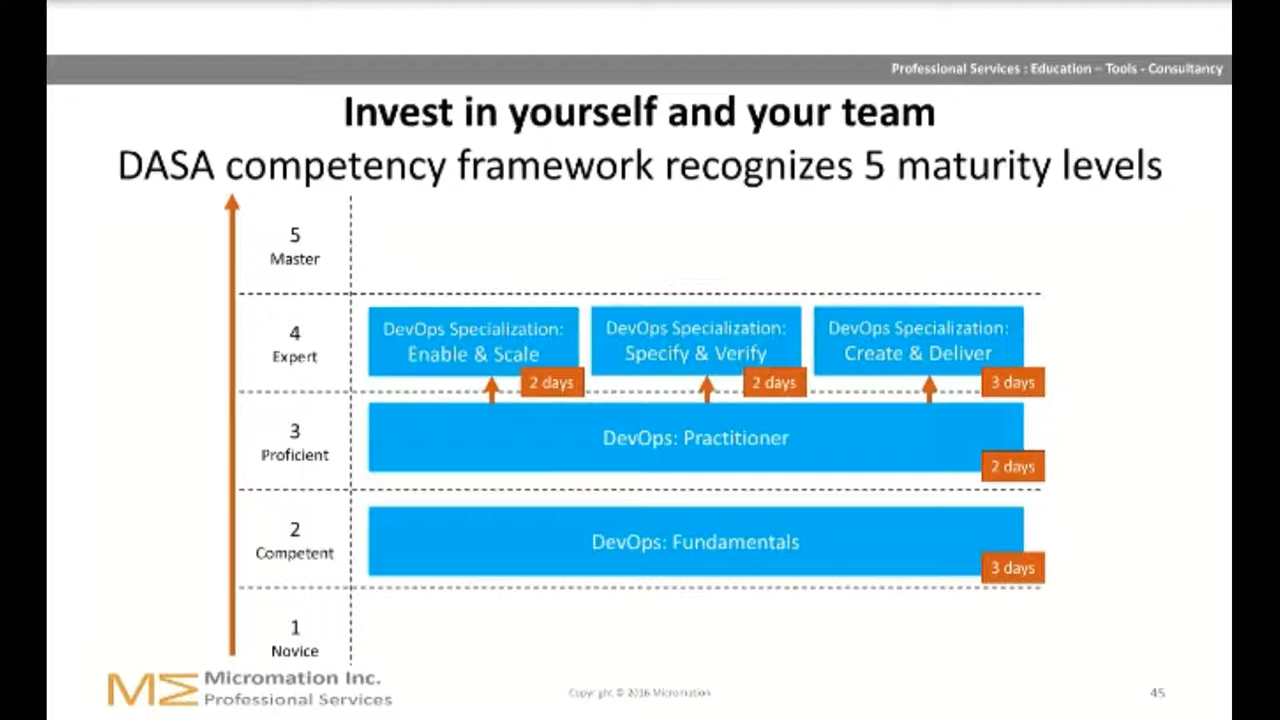 Professional Services : Education – Tools - Consultancy
Invest in yourself and your team
DASA competency framework recognizes 5 maturity levels
5
Master
4
Expert
DevOps Specialization:
Enable & Scale
2 days
DevOps Specialization:
Specify & Verify
2 days
DevOps Specialization:
Create & Deliver
3 days
3
Proficient
DevOps: Practitioner
2 days
2
Competent
DevOps: Fundamentals
3 days
1
Novice
Micromation Inc.
Professional Services
Copyright © 2016 Micromation
45